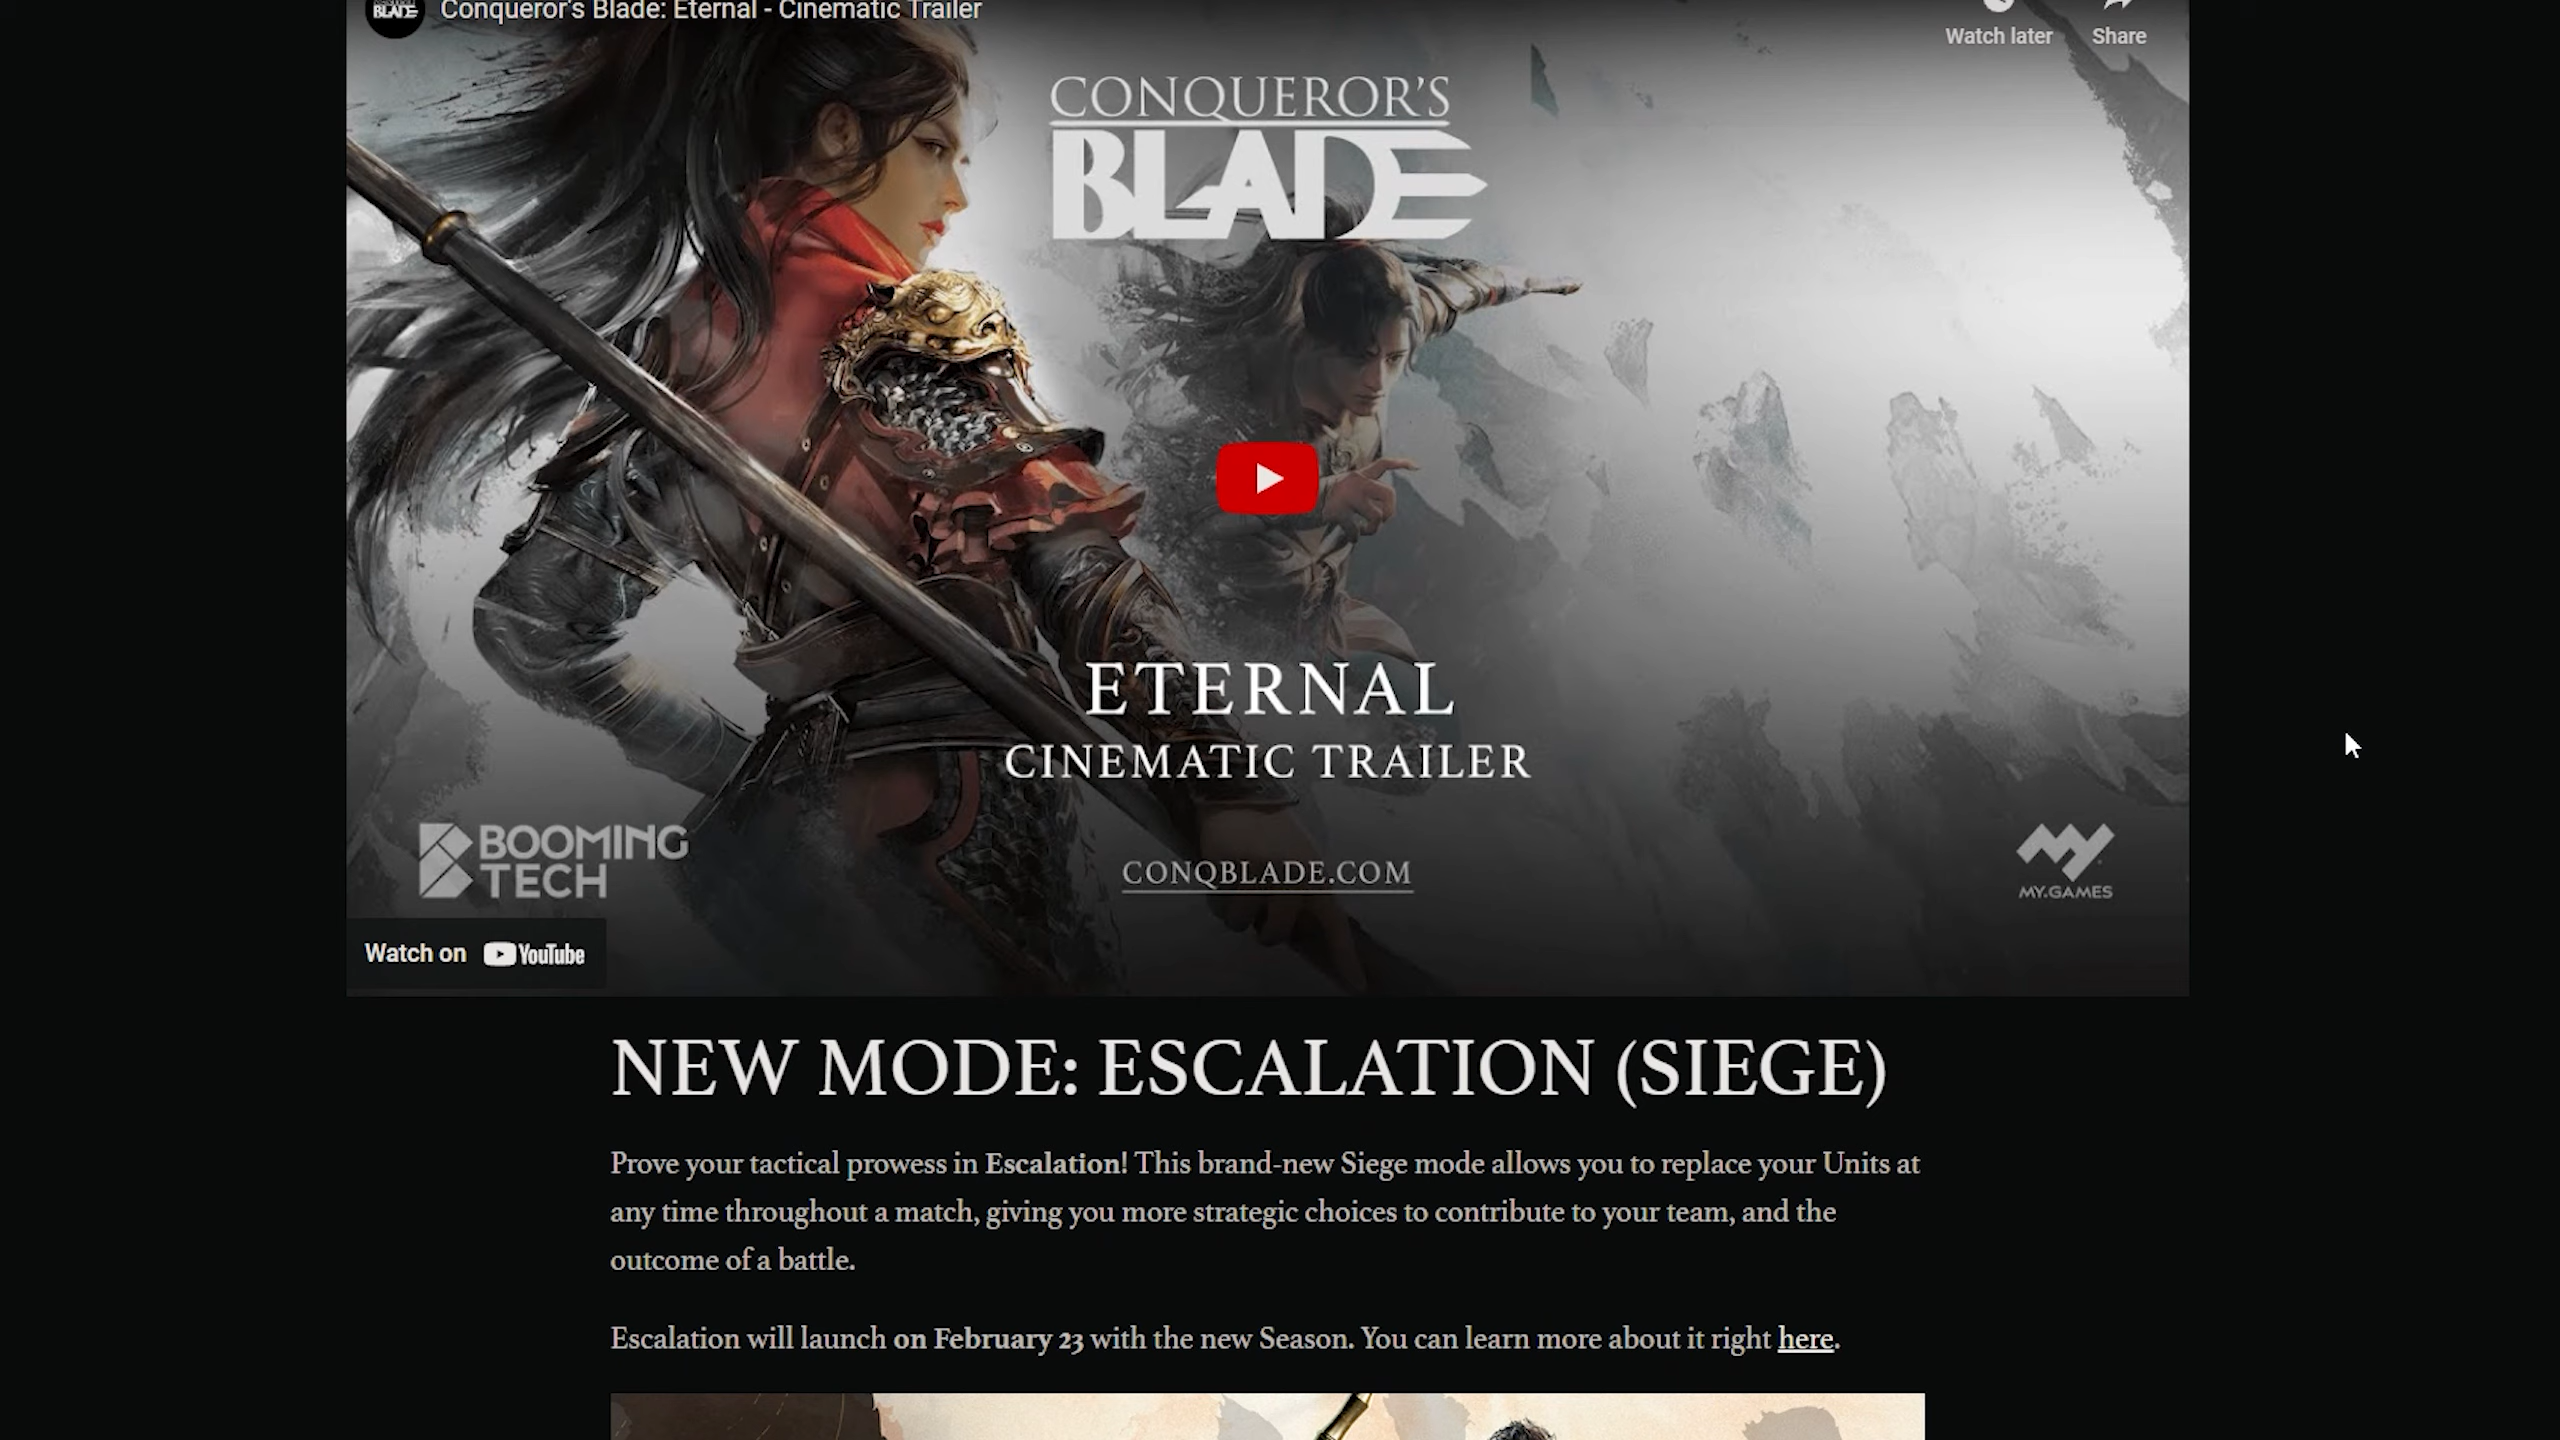 BLADE
Conqueror's Blade: Eternal - Cinematic Trailer
Watch later
Share
CONQUEROR'S
BLADE
ETERNAL
CINEMATIC TRAILER
BOOMING
TECH
CONQBLADE.COM
MY.GAMES
Watch on YouTube
NEW MODE: ESCALATION (SIEGE)
Prove your tactical prowess in Escalation! This brand-new Siege mode allows you to replace your Units at
any time throughout a match, giving you more strategic choices to contribute to your team, and the
outcome of a battle.
Escalation will launch on February 23 with the new Season. You can learn more about it right here.